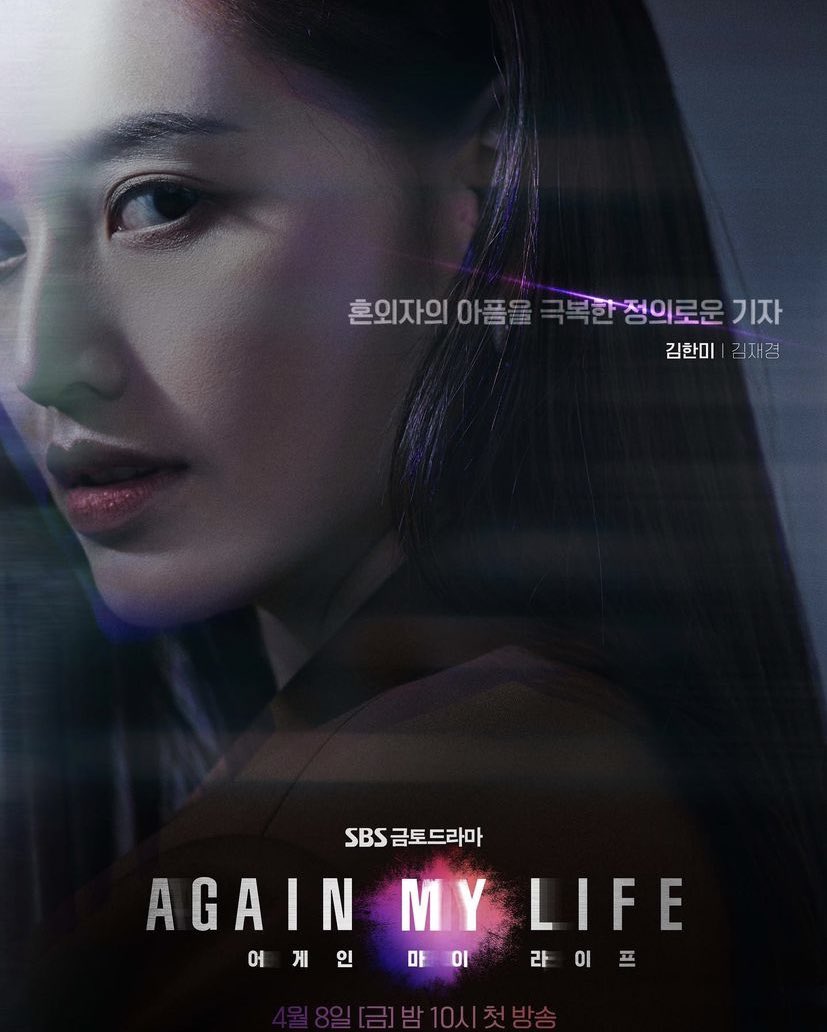 혼외자의 아픔을 극복한 정의로운 기자
김한미 | 김재경
SBS 금토드라마
AGAIN MY LIFE
어게인 마이 라이프
4월 8일 [금] 밤 10시 첫 방송